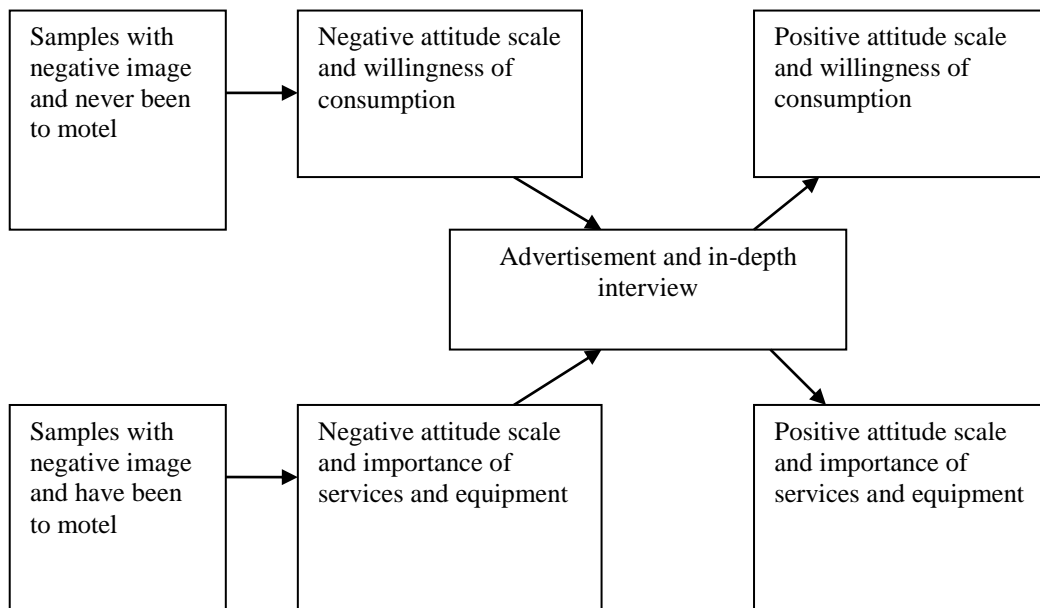 Samples with
negative image
and never been
to motel
Negative attitude scale
and willingness of
consumption
Positive attitude scale
and willingness of
consumption
Advertisement and in-depth
interview
Samples with
negative image
and have been
to motel
Negative attitude scale
and importance of
services and equipment
Positive attitude scale
and importance of
services and equipment